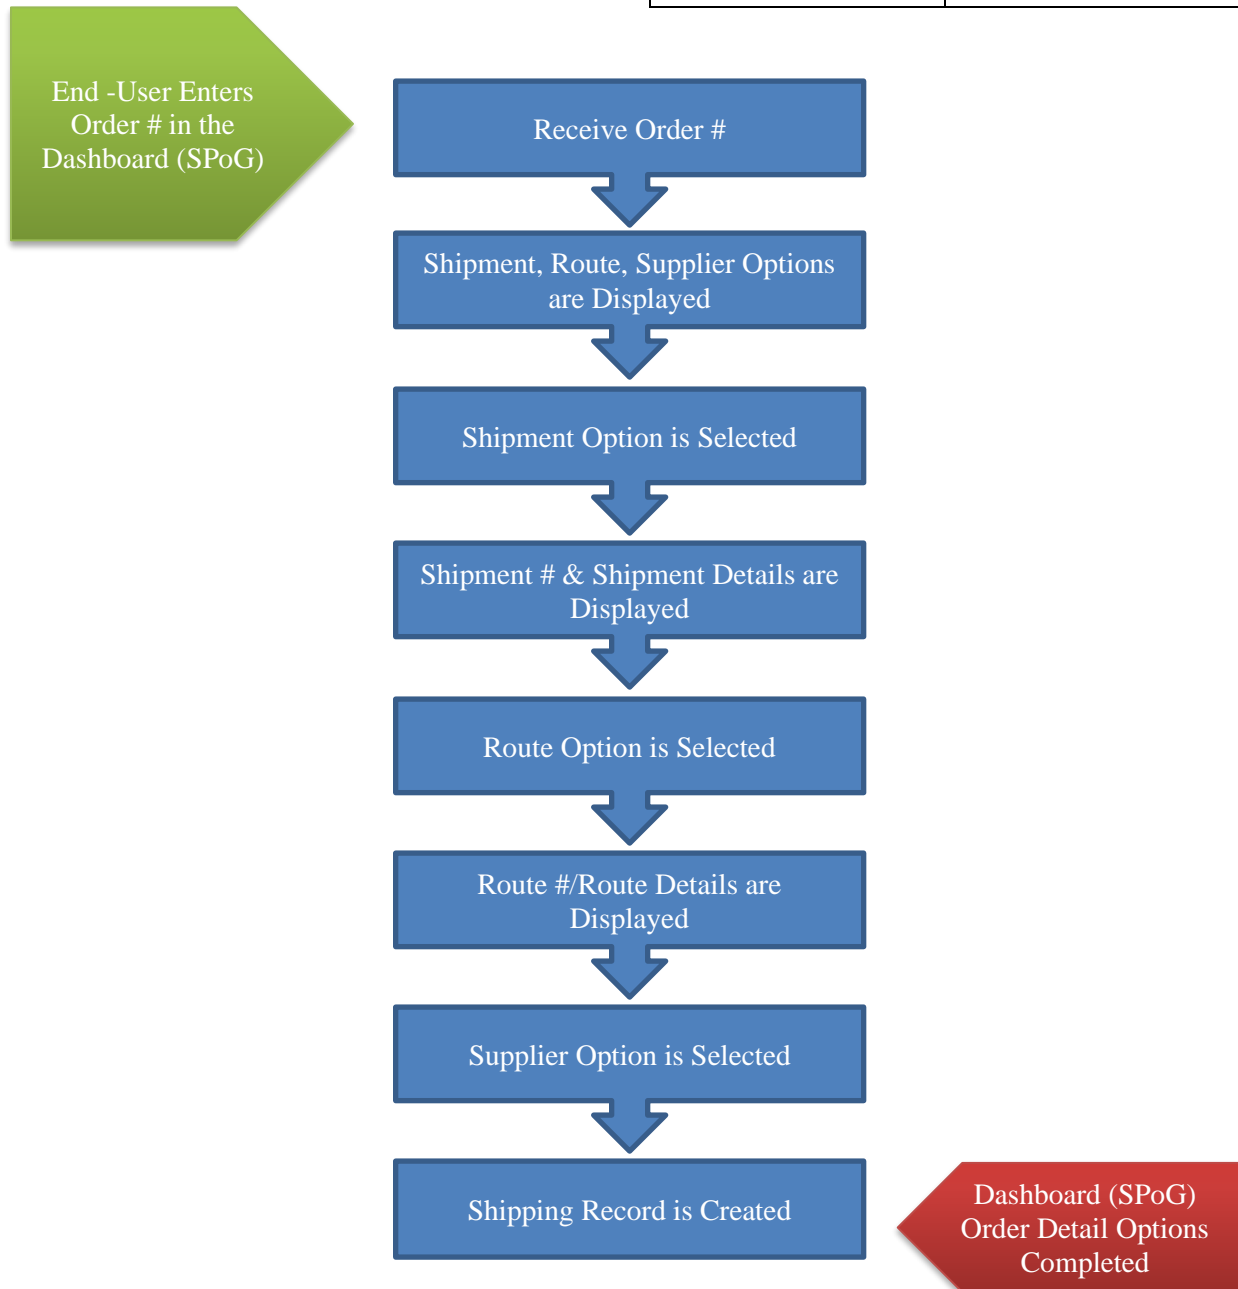 End -User Enters
Order # in the
Dashboard (SPoG)
Receive Order #
Shipment, Route, Supplier Options
are Displayed
Shipment Option is Selected
Shipment # & Shipment Details are
Displayed
Route Option is Selected
Route #/Route Details are
Displayed
Supplier Option is Selected
Shipping Record is Created
Dashboard (SPoG)
Order Detail Options
Completed